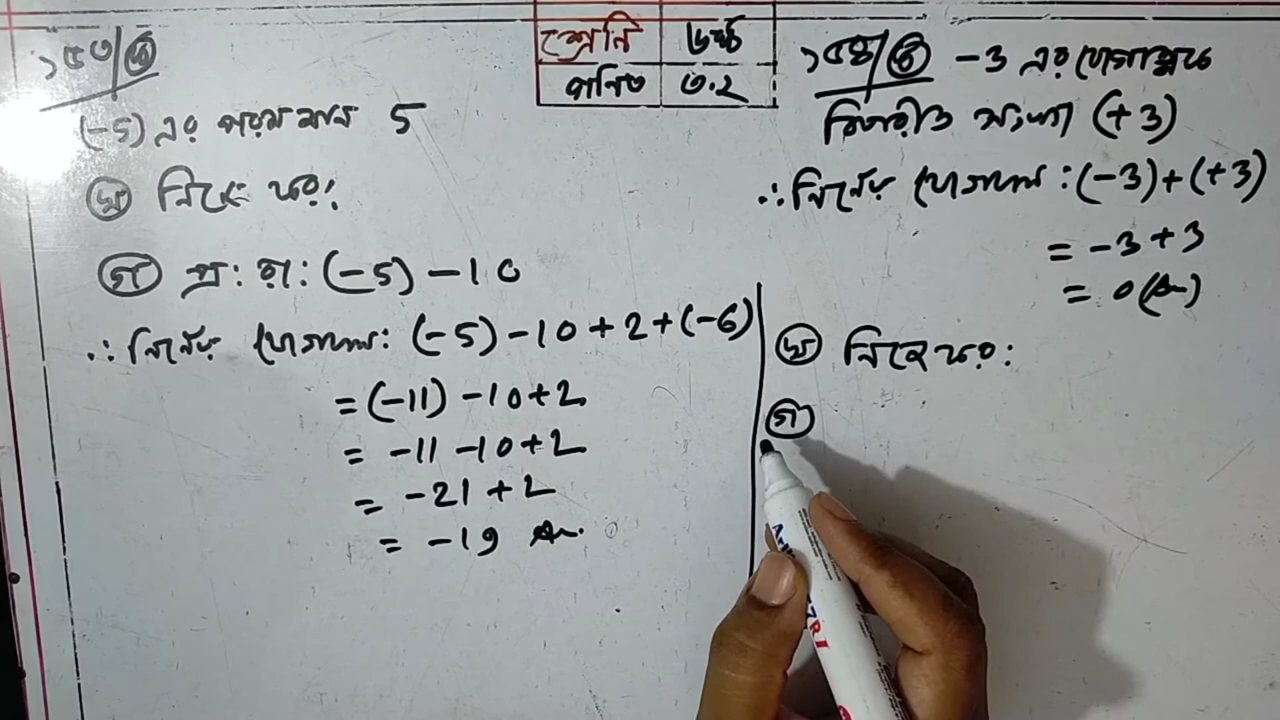 শ্রেনি ৬ষ্ঠ
গনিত ৩.২
১৫৩/ক
(-5) এর পরম মান 5
খ নিজে কর:
গ প্র: রা: (-5) -10
∴ নির্নেয় যোগফল: (-5) -10 + 2 + (-6)
= (-11) -10+2
= -11 -10+2
= -21 +2
= -19 Ans.
১৫৪/ক -3 এর যোগাত্মক
বিপরীত সংখ্যা (+3)
∴ নির্নেয় যোগফল : (-3)+(+3)
= -3 +3
= 0 (Ans)
খ নিজে কর:
গ